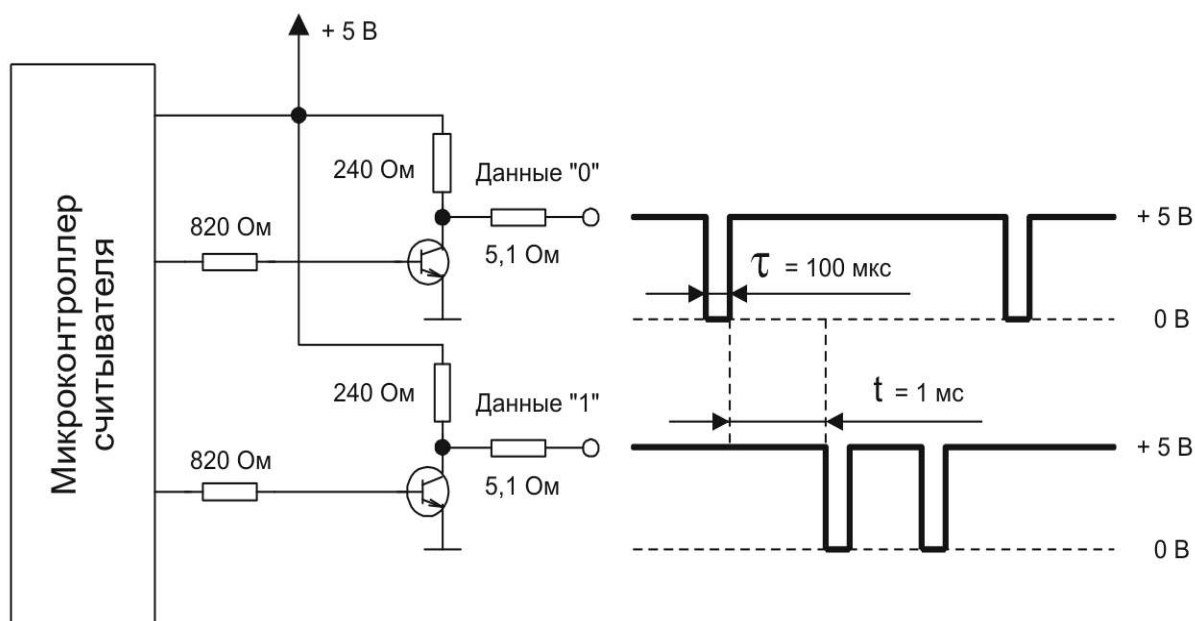 + 5 В
Микроконтроллер
считывателя
240 Ом
Данные "0"
820 Ом
5,1 Ом
+ 5 В
τ = 100 мкс
0 В
240 Ом
Данные "1"
t = 1 мс
820 Ом
5,1 Ом
+ 5 В
0 В